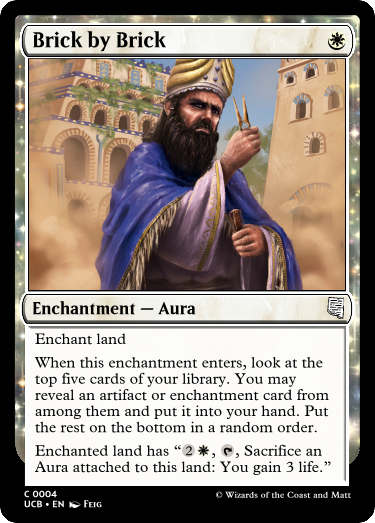 Brick by Brick
Enchantment — Aura
Enchant land
When this enchantment enters, look at the
top five cards of your library. You may
reveal an artifact or enchantment card from
among them and put it into your hand. Put
the rest on the bottom in a random order.
Enchanted land has “2, Sacrifice an
Aura attached to this land: You gain 3 life.”
C 0004
UCB • EN Feig
© Wizards of the Coast and Matt